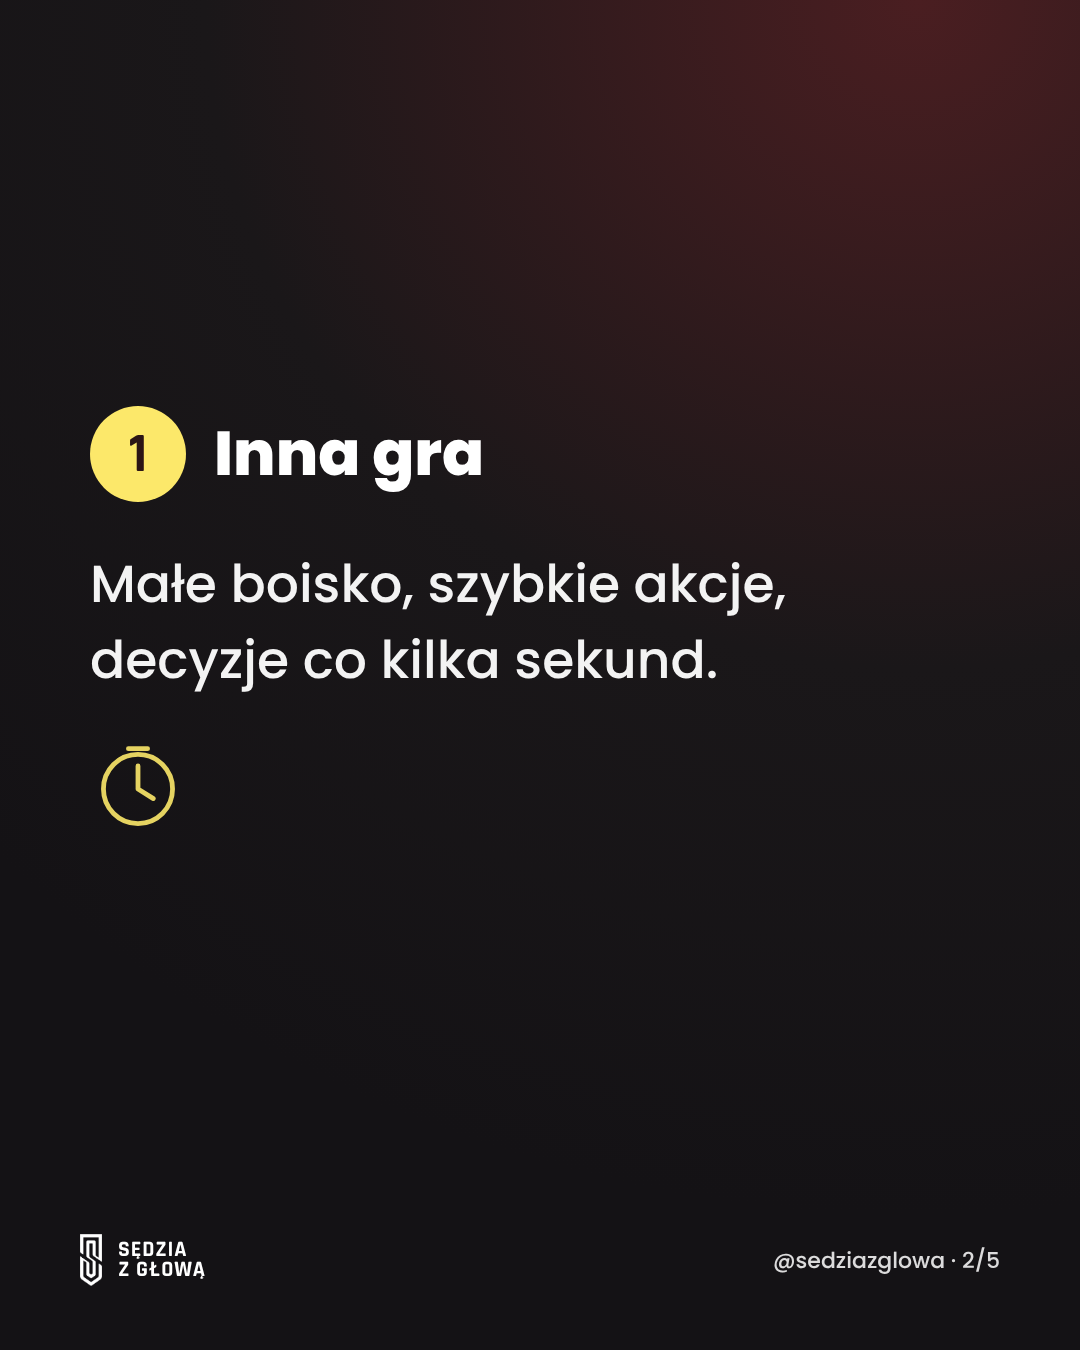 1 Inna gra
Małe boisko, szybkie akcje,
decyzje co kilka sekund.
SĘDZIA
Z GŁOWĄ
@sedziazglowa · 2/5